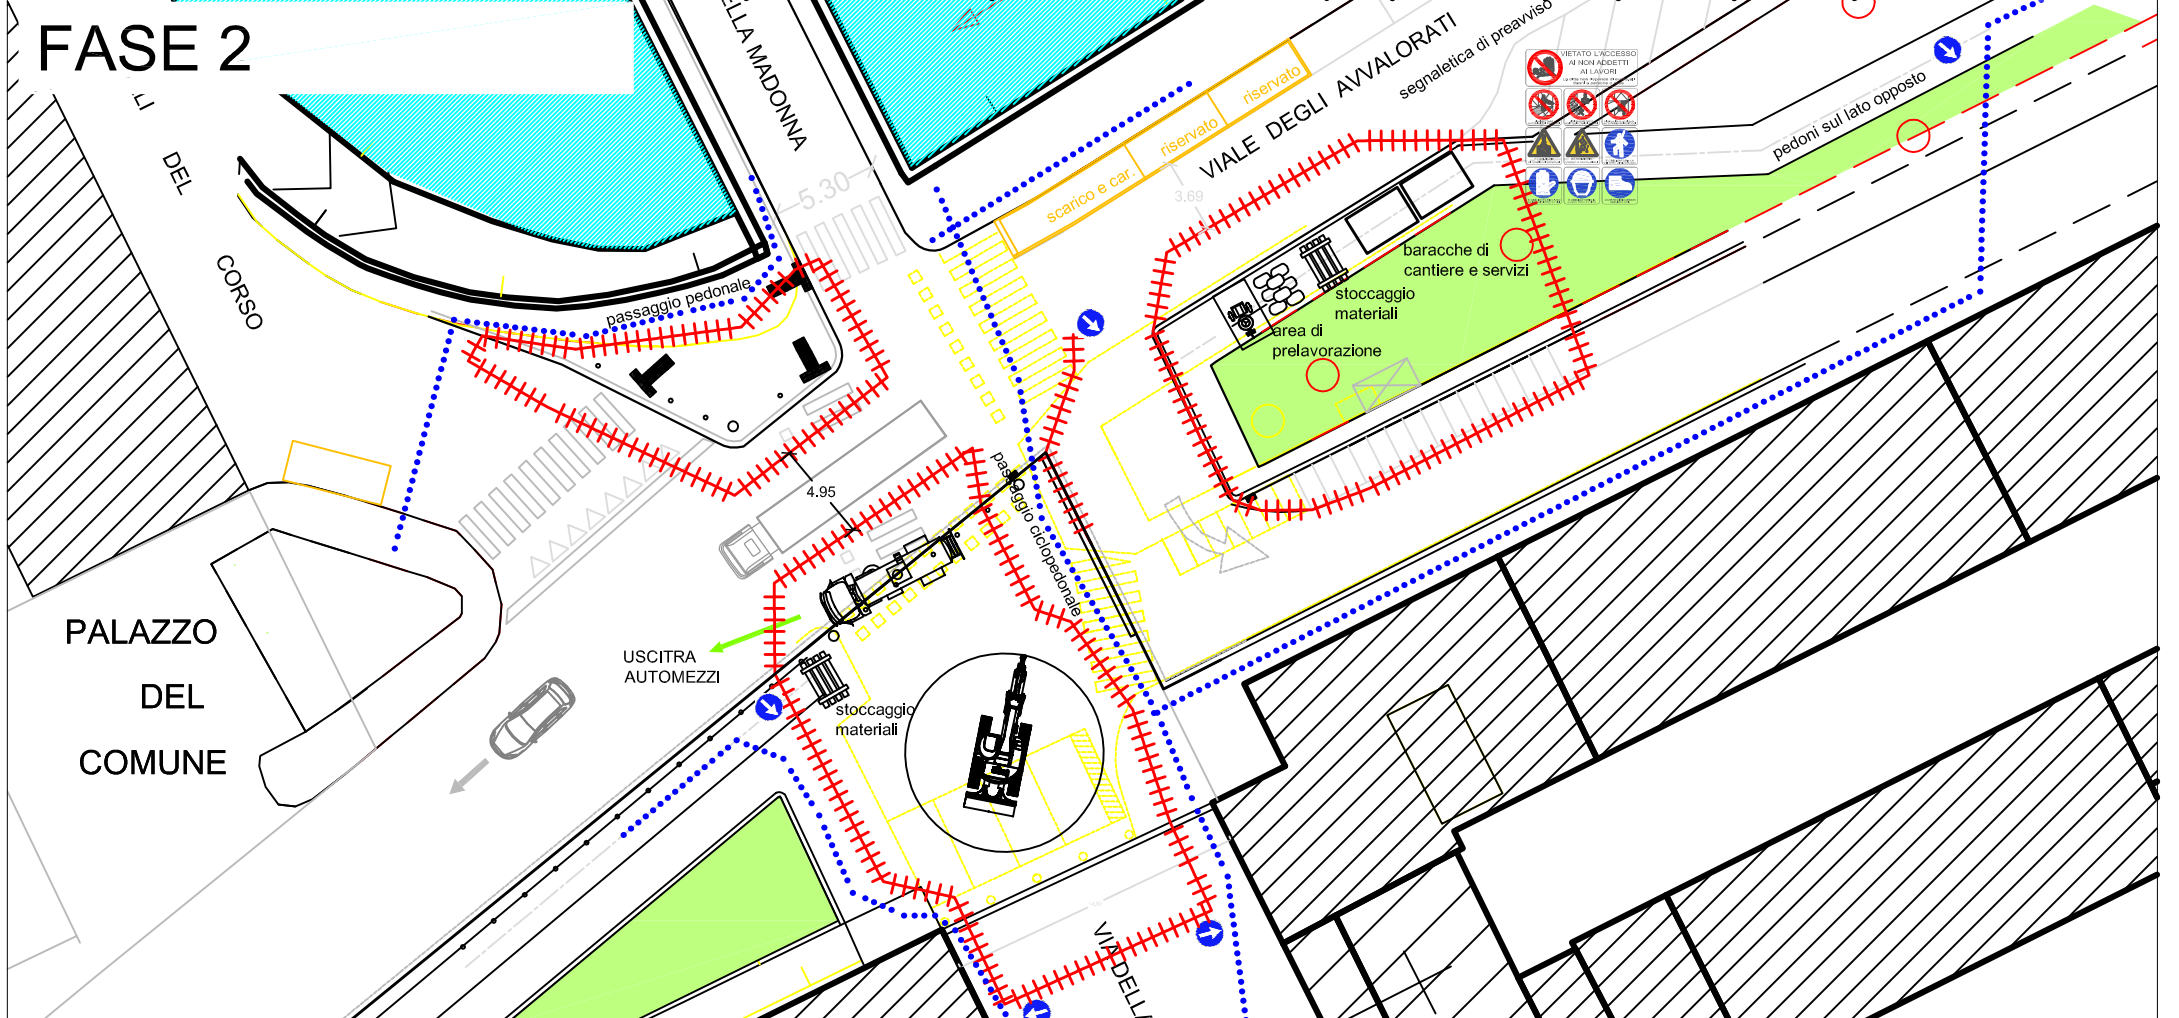 FASE 2
LI
DEL
CORSO
ELLA MADONNA
5.30
passaggio pedonale
scarico e car.
riservato
riservato
VIALE DEGLI AVVALORATI
segnaletica di preavviso
3.69
VIETATO L'ACCESSO
AI NON ADDETTI
AI LAVORI
pedoni sul lato opposto
baracche di
cantiere e servizi
stoccaggio
materiali
area di
prelavorazione
4.95
passaggio ciclopedonale
PALAZZO
DEL
COMUNE
USCITRA
AUTOMEZZI
stoccaggio
materiali
VIA DELLA